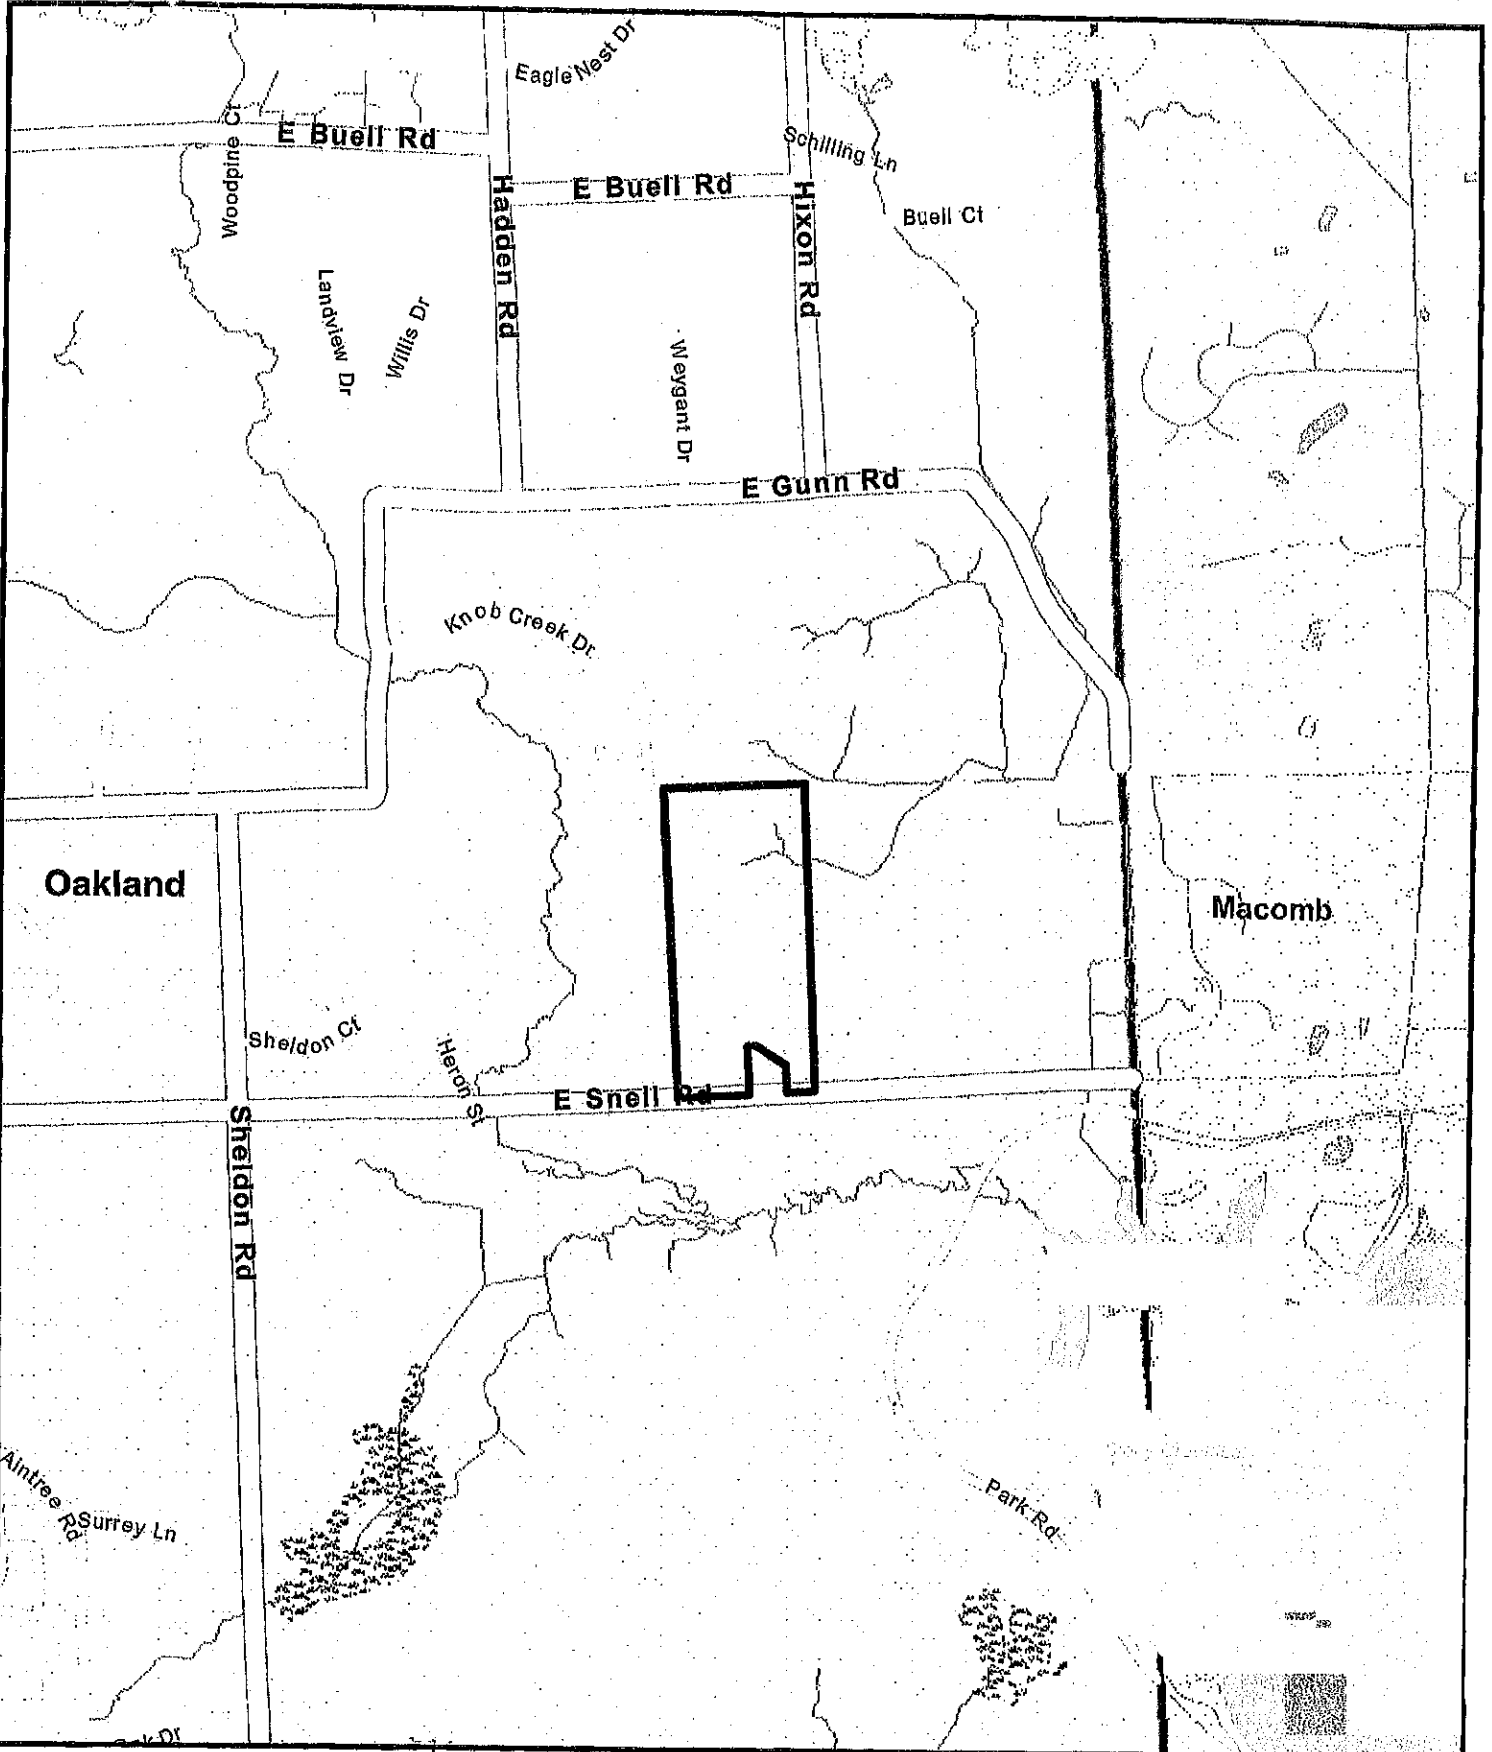 Eagle Nest Dr
E Buell Rd
Woodpine Ct
Schilling Ln
E Buell Rd
Hadden Rd
Hixon Rd
Buell Ct
Landview Dr
Willis Dr
Weygant Dr
E Gunn Rd
Knob Creek Dr
Oakland
Macomb
Sheldon Ct
Heron St
E Snell Rd
Sheldon Rd
Aintree Rd
Surrey Ln
Park Rd
Dr